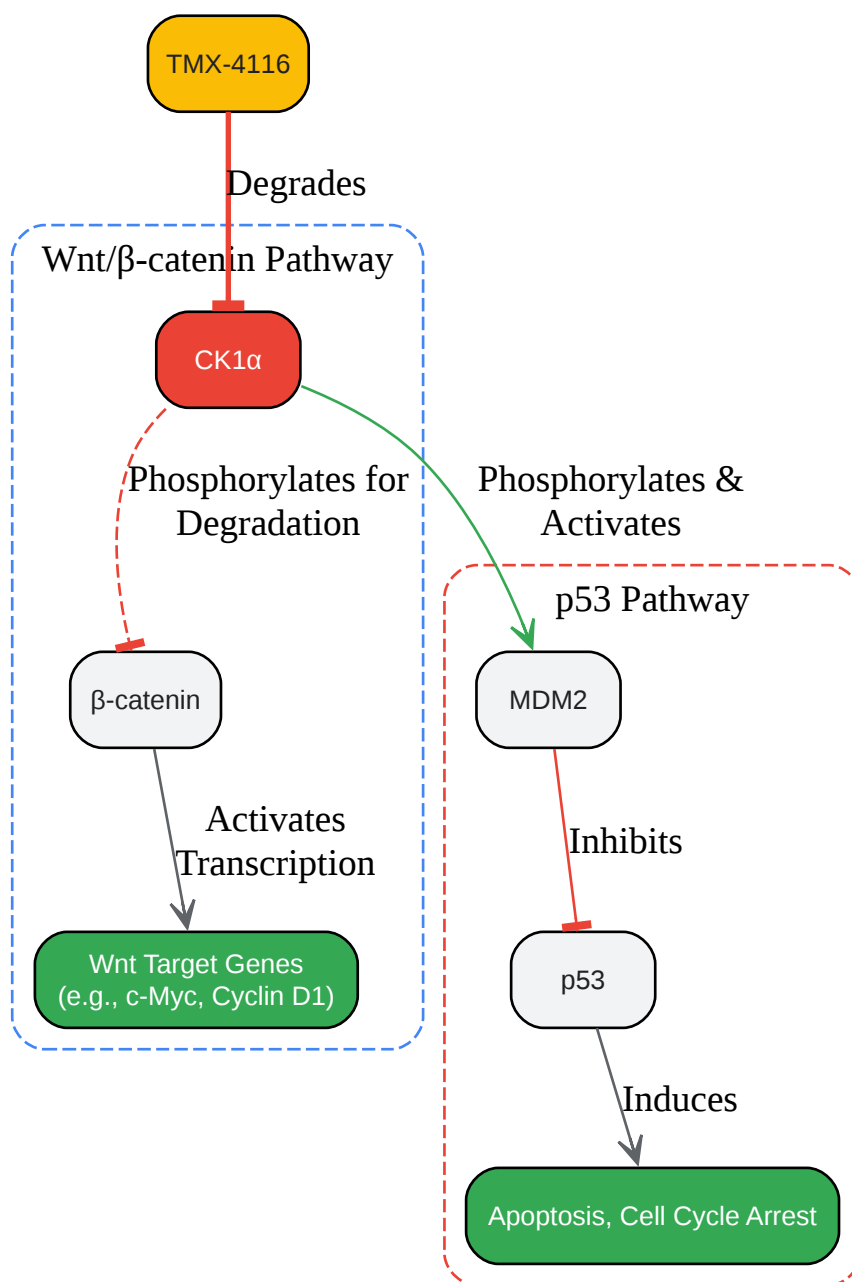 TMX-4116
Degrades
Wnt/β-catenin Pathway
CK1α
Phosphorylates for
Degradation
Phosphorylates &
Activates
p53 Pathway
β-catenin
MDM2
Activates
Transcription
Inhibits
Wnt Target Genes
(e.g., c-Myc, Cyclin D1)
p53
Induces
Apoptosis, Cell Cycle Arrest